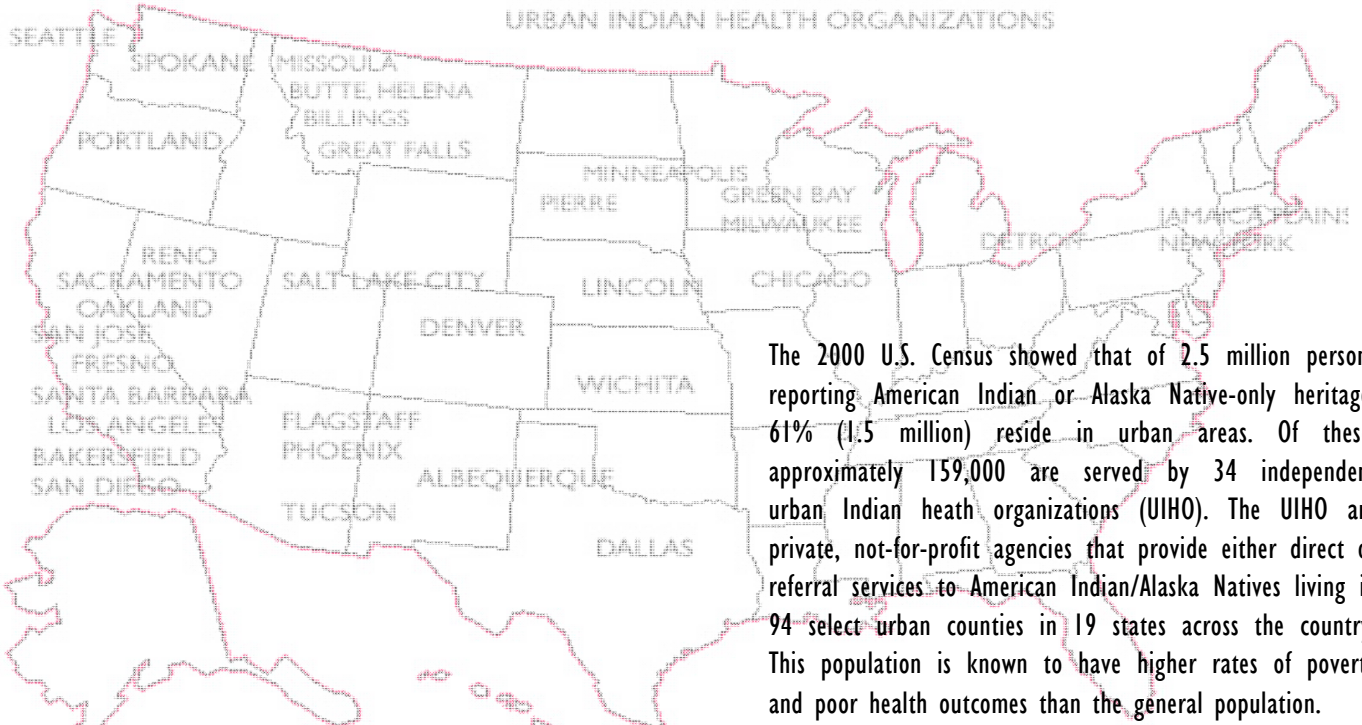 URBAN INDIAN HEALTH ORGANIZATIONS
SEATTLE
SPOKANE
MISSOULA
BUTTE, HELENA
BILLINGS
GREAT FALLS
PORTLAND
MINNEAPOLIS
PIERRE
GREEN BAY
MILWAUKEE
DETROIT
JAMAICA PLAINS
NEW YORK
RENO
SACRAMENTO
OAKLAND
SAN JOSE
FRESNO
SANTA BARBARA
LOS ANGELES
BAKERSFIELD
SAN DIEGO
SALT LAKE CITY
DENVER
LINCOLN
CHICAGO
WICHITA
FLAGSTAFF
PHOENIX
TUCSON
ALBEQUERQUE
DALLAS
The 2000 U.S. Census showed that of 2.5 million person
reporting American Indian or Alaska Native-only heritage
61% (1.5 million) reside in urban areas. Of thes
approximately 159,000 are served by 34 independen
urban Indian heath organizations (UIHO). The UIHO ar
private, not-for-profit agencies that provide either direct o
referral services to American Indian/Alaska Natives living i
94 select urban counties in 19 states across the country
This population is known to have higher rates of povert
and poor health outcomes than the general population.